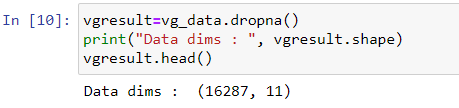 In [10]: vgresult=vg_data.dropna()
print("Data dims : ", vgresult.shape)
vgresult.head()
Data dims :  (16287, 11)